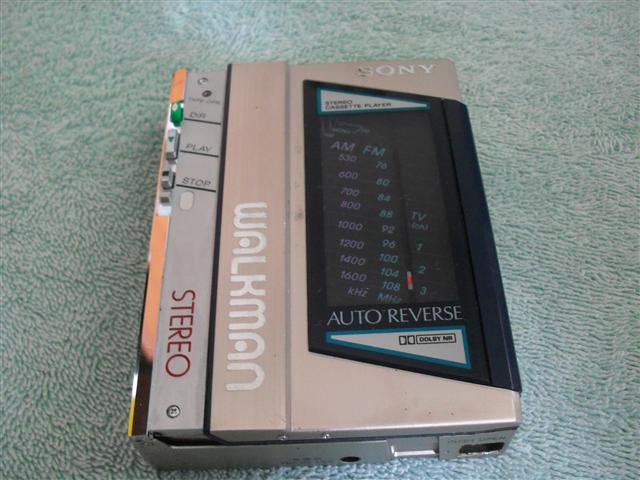 SONY
STEREO
CASSETTE PLAYER
TAPE OPR.
DIR
PLAY
STOP
STEREO
WALKMAN
AM FM
530 76
600 80
700 84
800 88 TV
1000 92
1200 96 1
1400 100
1600 104 2
108 3
kHz MHz
AUTO REVERSE
DOLBY NR